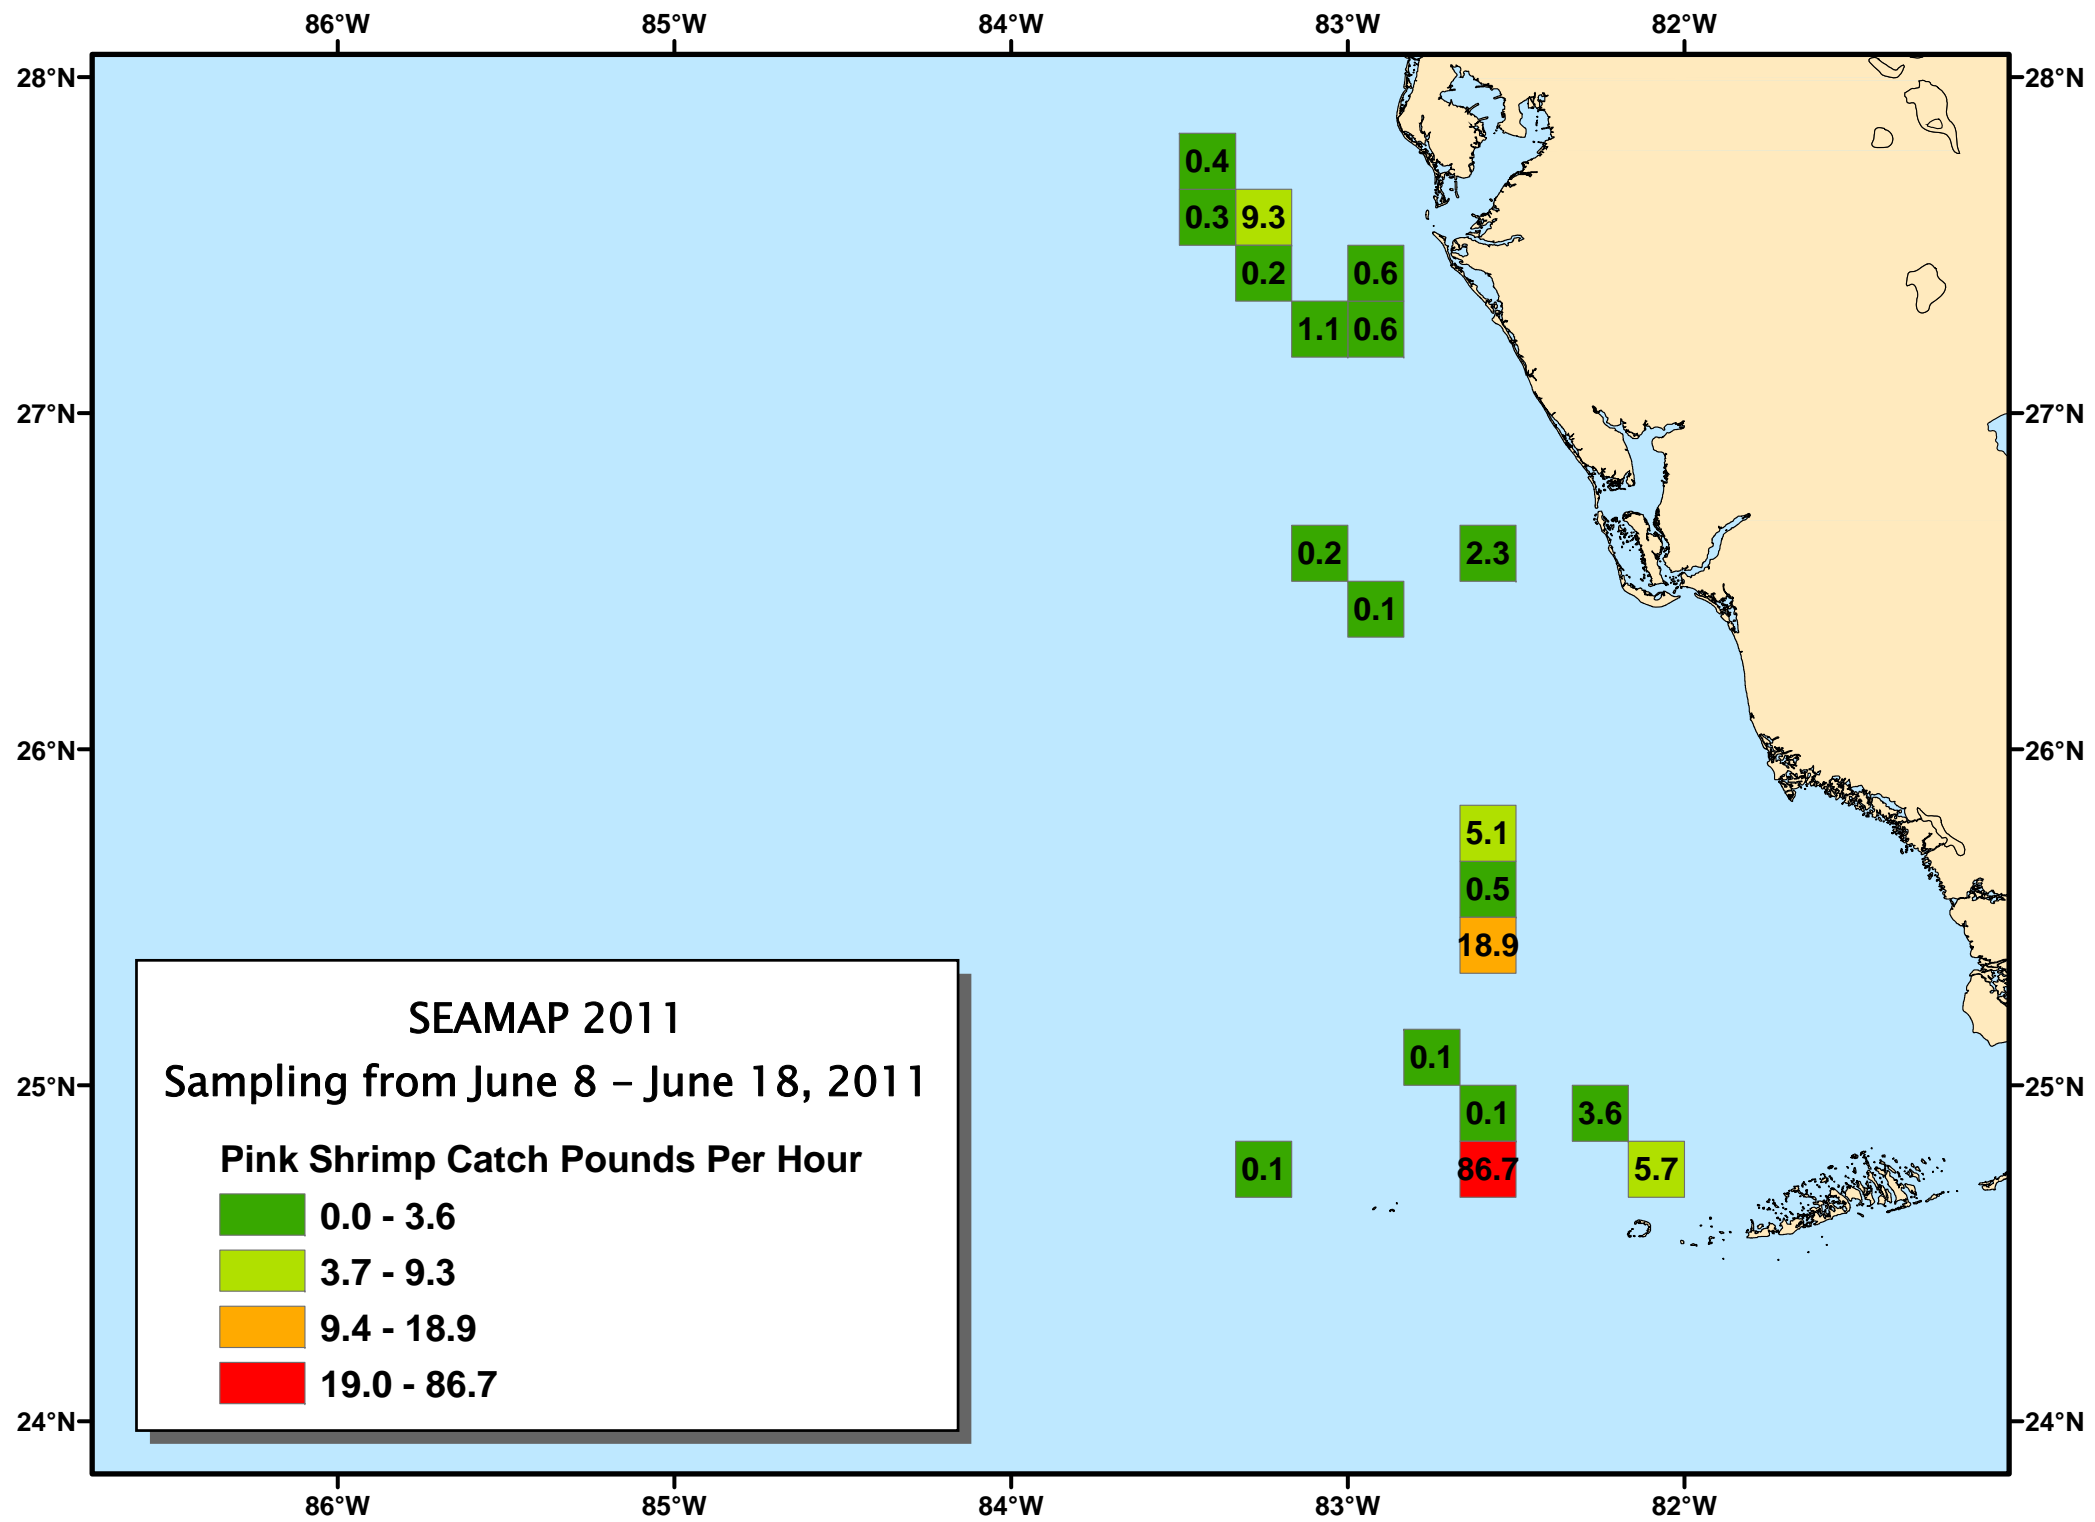 86°W 85°W 84°W 83°W 82°W
28°N 28°N
0.4
0.3 9.3
0.2 0.6
1.1 0.6
27°N 27°N
0.2 2.3
0.1
26°N 26°N
5.1
0.5
18.9
SEAMAP 2011
Sampling from June 8 – June 18, 2011
Pink Shrimp Catch Pounds Per Hour
0.0 - 3.6
3.7 - 9.3
9.4 - 18.9
19.0 - 86.7
0.1
25°N 25°N
0.1 3.6
0.1 86.7 5.7
24°N 24°N
86°W 85°W 84°W 83°W 82°W